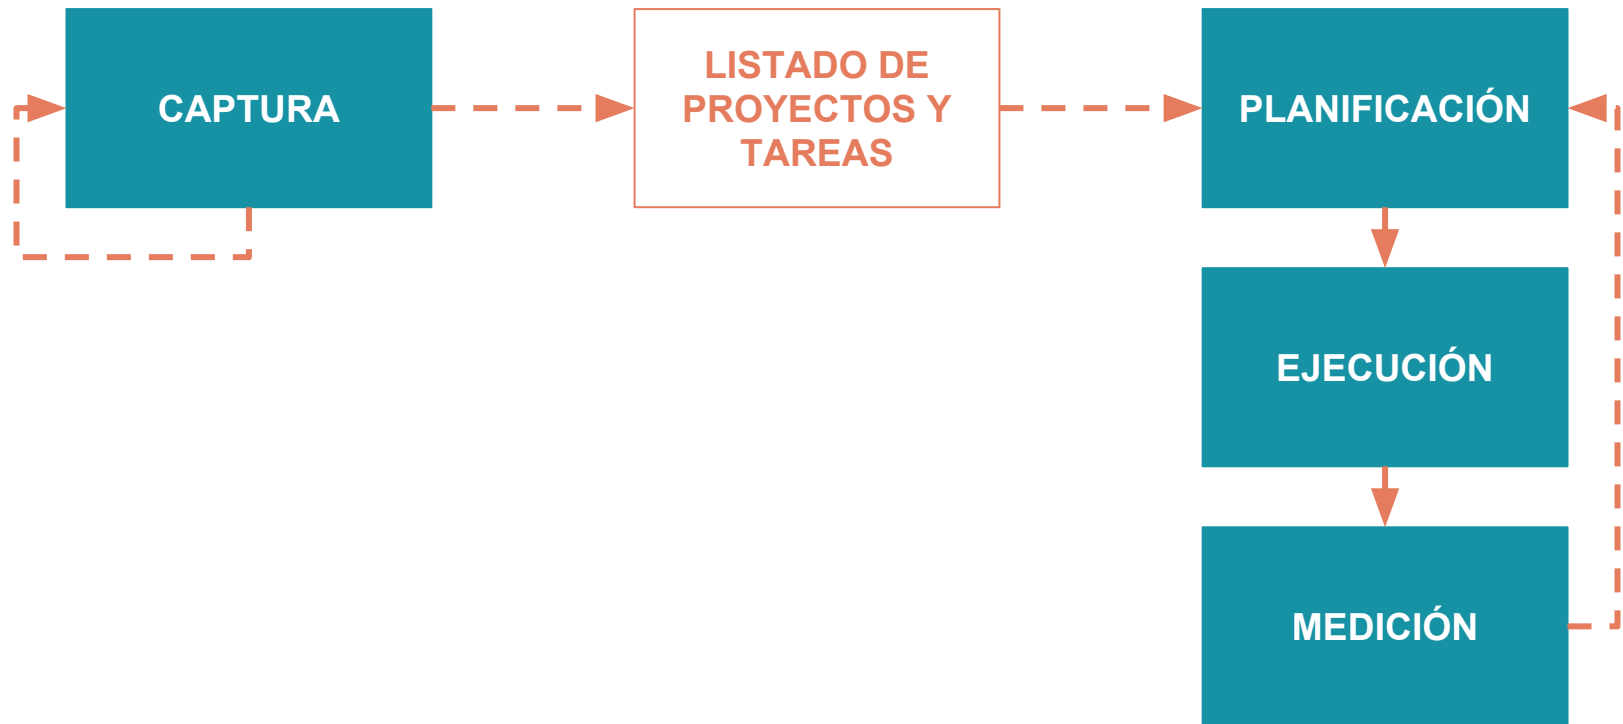 CAPTURA
LISTADO DE
PROYECTOS Y
TAREAS
PLANIFICACIÓN
EJECUCIÓN
MEDICIÓN